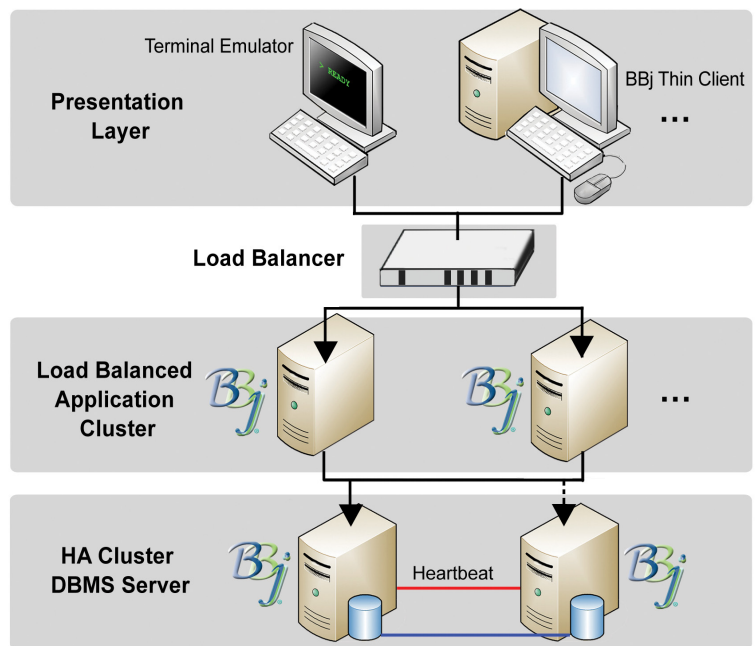 Terminal Emulator
> READY
BBj Thin Client
Presentation
Layer
...
Load Balancer
Load Balanced
Application
Cluster
BBj
BBj
...
HA Cluster
DBMS Server
BBj
Heartbeat
BBj